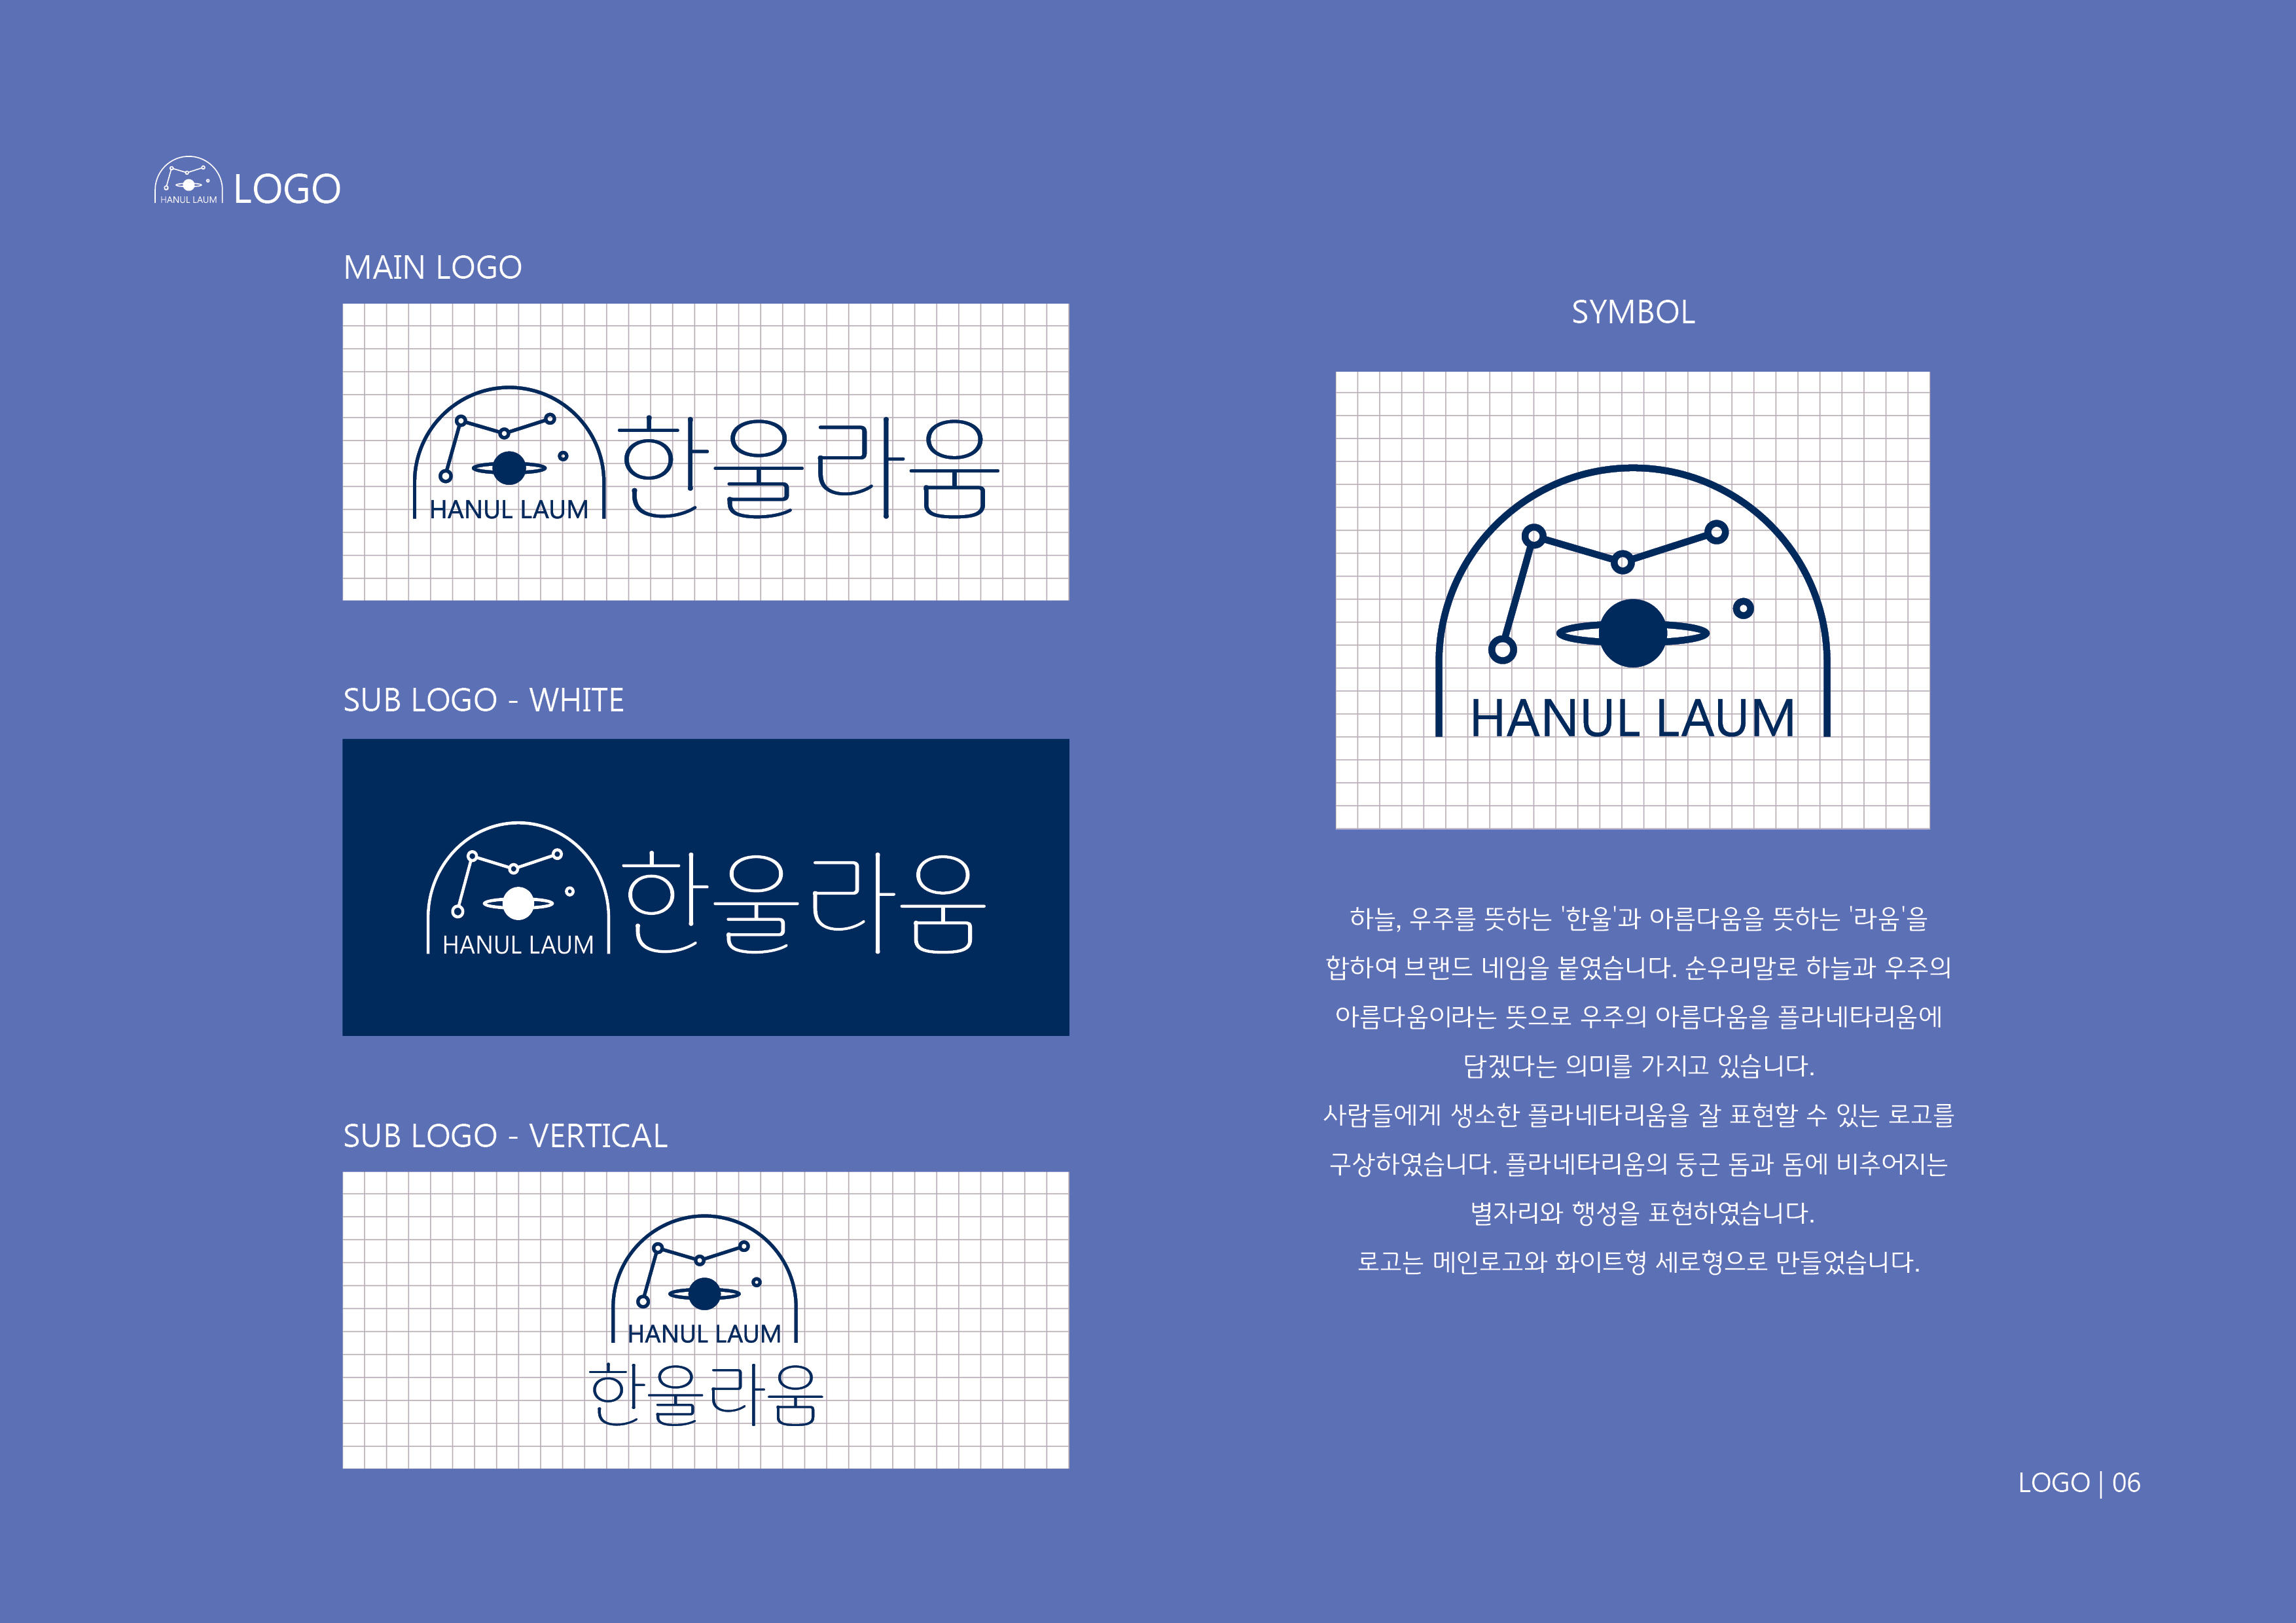 HANUL LAUM
LOGO
MAIN LOGO
HANUL LAUM
한울라움
SUB LOGO - WHITE
HANUL LAUM
한울라움
SUB LOGO - VERTICAL
HANUL LAUM
한울라움
SYMBOL
HANUL LAUM
하늘, 우주를 뜻하는 '한울'과 아름다움을 뜻하는 '라움'을
합하여 브랜드 네임을 붙였습니다. 순우리말로 하늘과 우주의
아름다움이라는 뜻으로 우주의 아름다움을 플라네타리움에
담겠다는 의미를 가지고 있습니다.
사람들에게 생소한 플라네타리움을 잘 표현할 수 있는 로고를
구상하였습니다. 플라네타리움의 둥근 돔과 돔에 비추어지는
별자리와 행성을 표현하였습니다.
로고는 메인로고와 화이트형 세로형으로 만들었습니다.
LOGO | 06